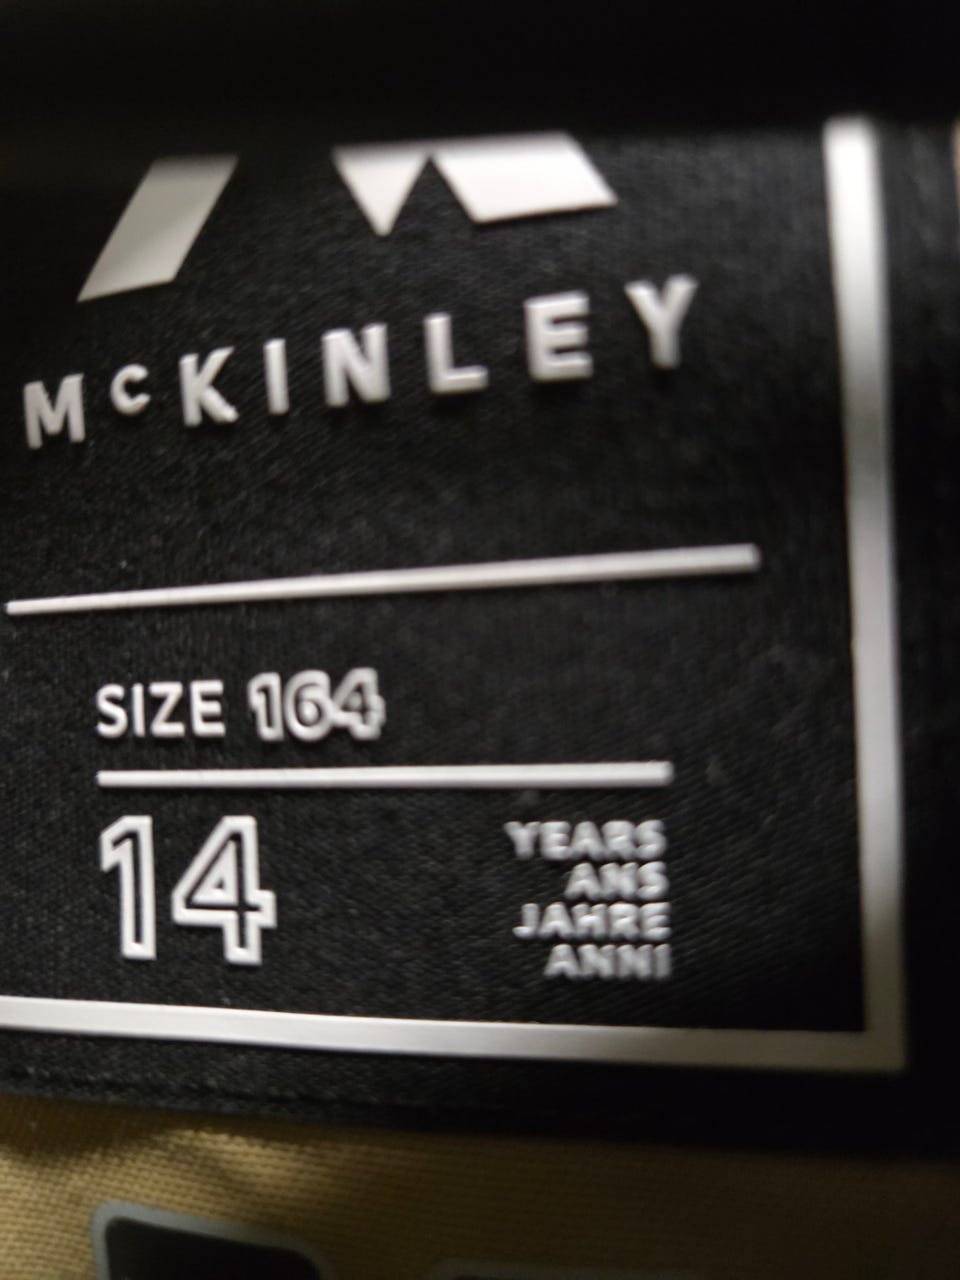 McKINLEY
SIZE 164
14
YEARS
ANS
JAHRE
ANNI